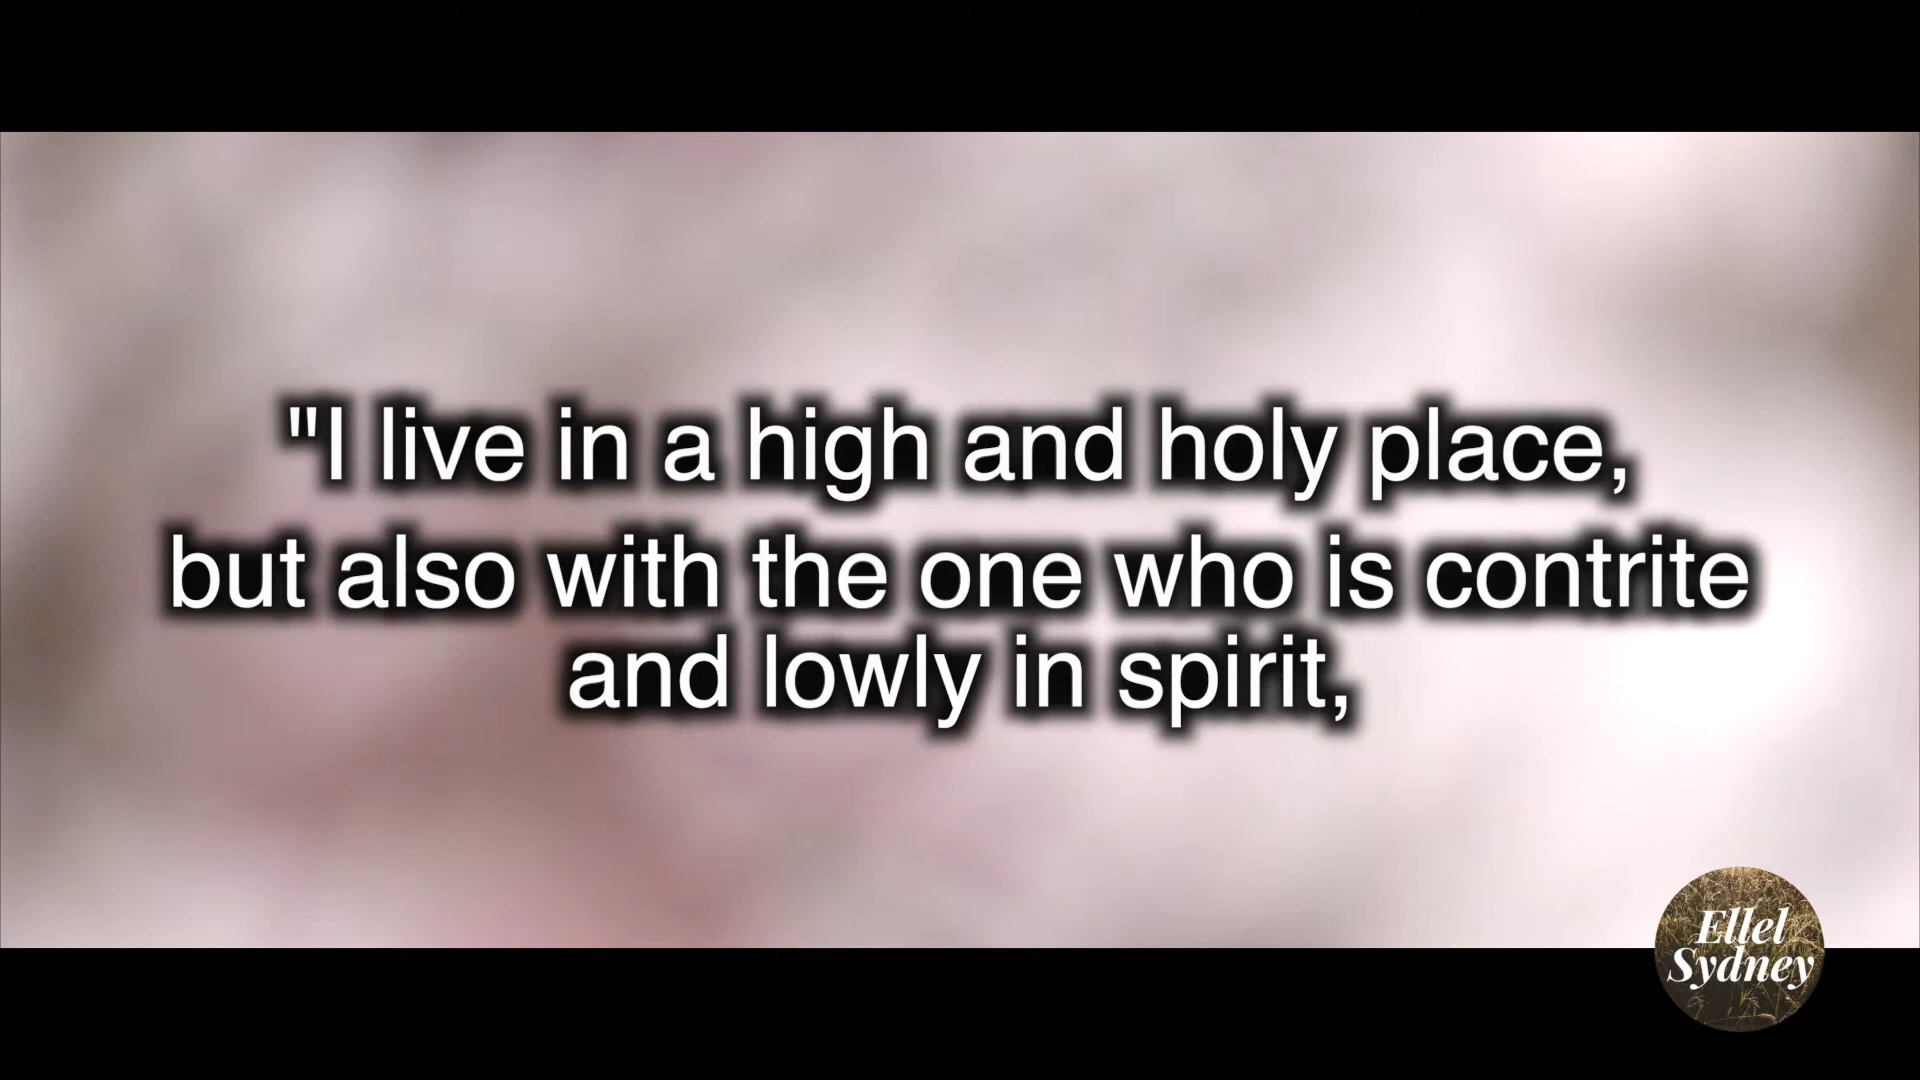 "I live in a high and holy place,
but also with the one who is contrite
and lowly in spirit,
Ellel
Sydney